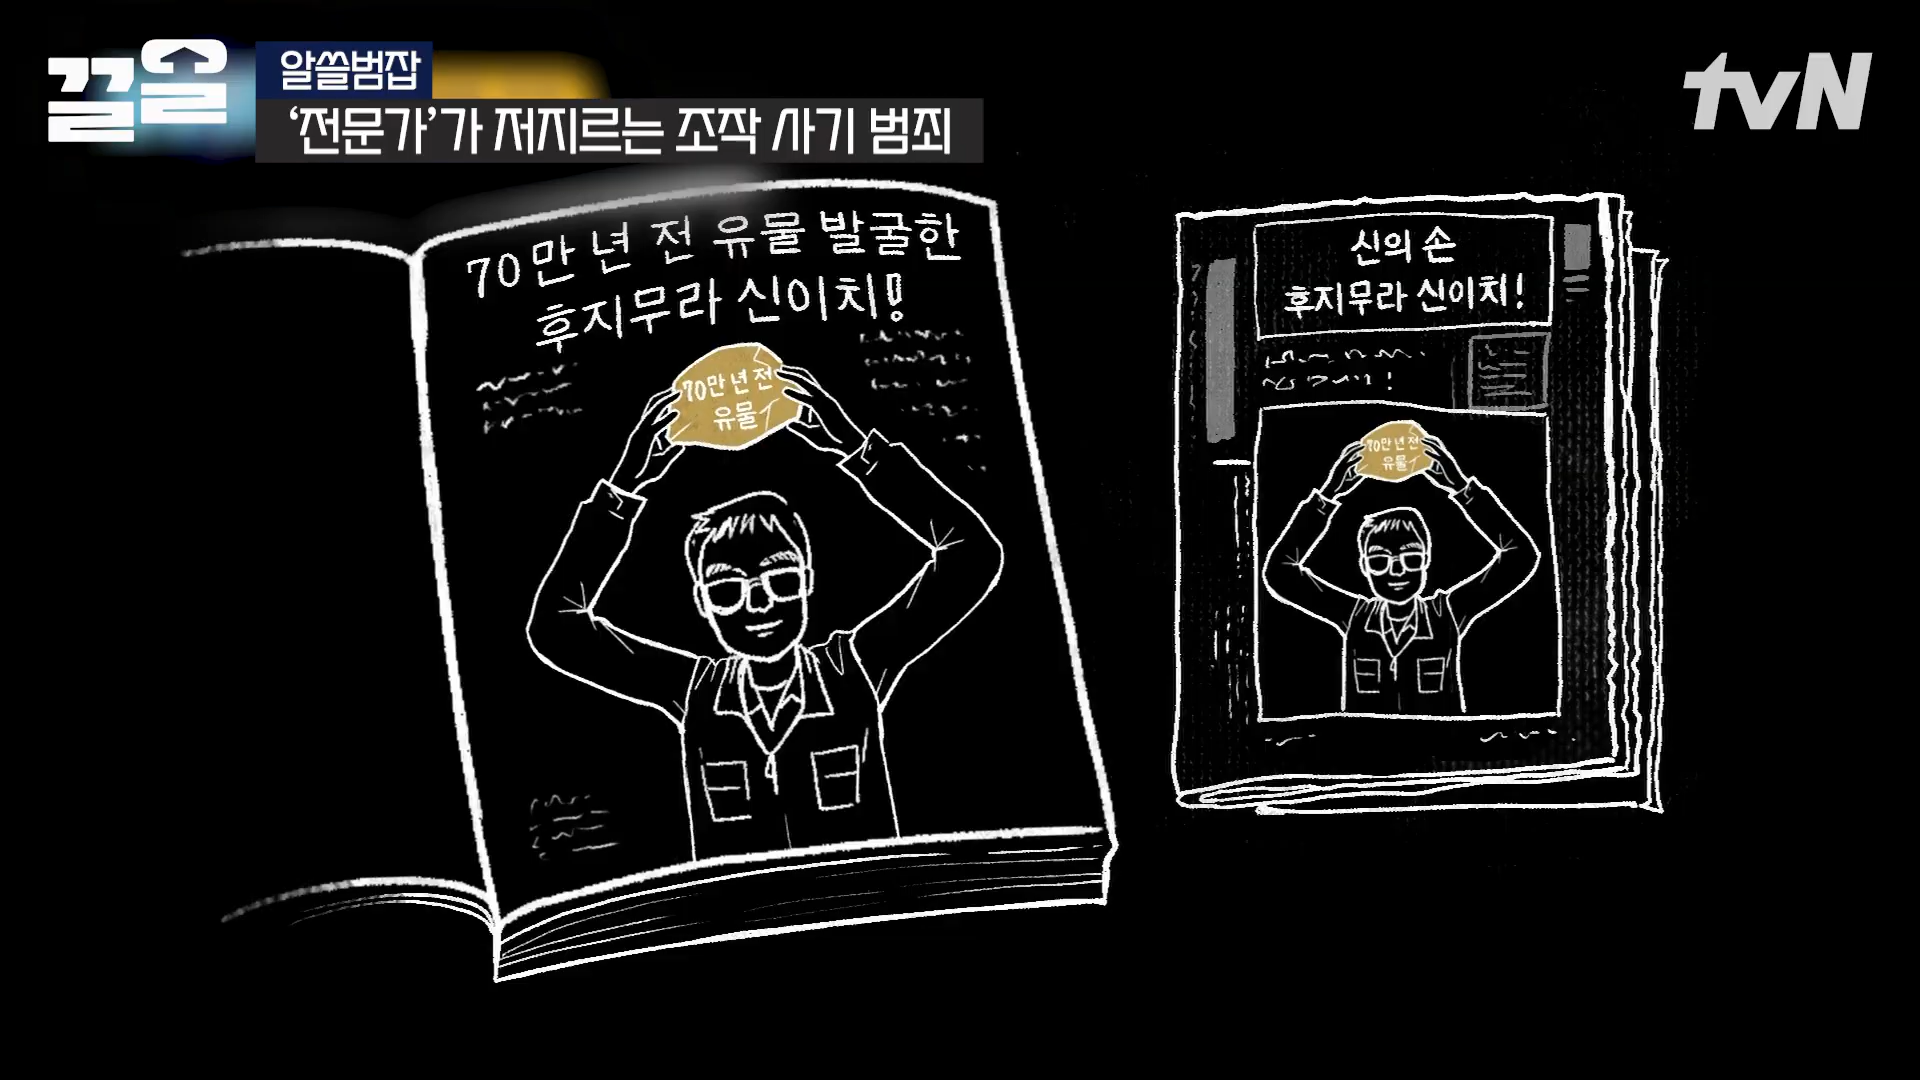 끌올
알쓸범잡
‘전문가’가 저지르는 조작 사기 범죄
tvN
70만 년 전 유물 발굴한
후지무라 신이치!
70만 년 전
유물
신의 손
후지무라 신이치!
70만 년 전
유물